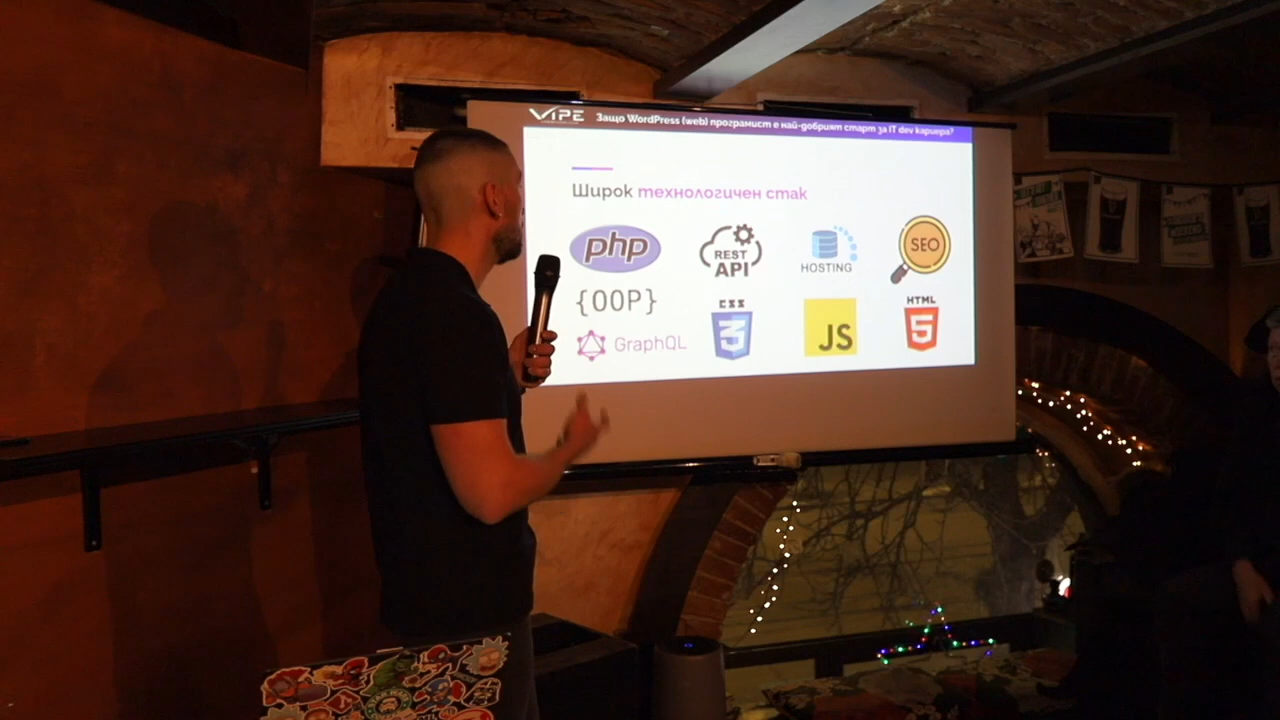 VIPE
Защо WordPress (web) програмист е най-добрият старт за IT dev кариера?
Широк технологичен стак
php
REST
API
HOSTING
SEO
{OOP}
GraphQL
CSS
3
JS
HTML
5